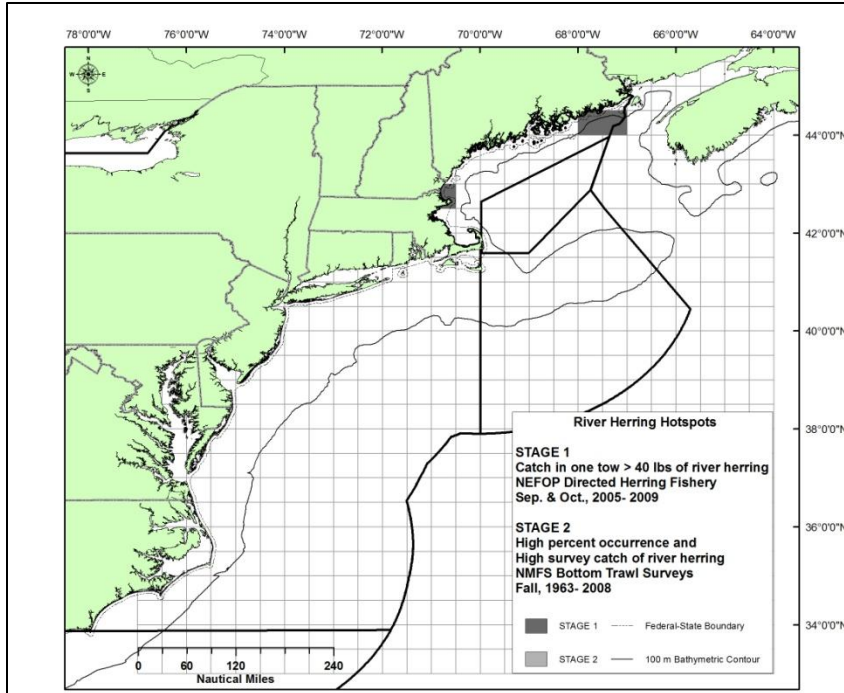 78°0'0"W 76°0'0"W 74°0'0"W 72°0'0"W 70°0'0"W 68°0'0"W 66°0'0"W
N
W E
S
44°0'0"N
42°0'0"N
40°0'0"N
38°0'0"N
36°0'0"N
34°0'0"N
River Herring Hotspots
STAGE 1
Catch in one tow > 40 lbs of river herring
NEFOP Directed Herring Fishery
Sep. & Oct., 2005- 2009
STAGE 2
High percent occurrence and
High survey catch of river herring
NMFS Bottom Trawl Surveys
Fall, 1963- 2008
STAGE 1 Federal-State Boundary
STAGE 2 100 m Bathymetric Contour
0 60 120 240
Nautical Miles